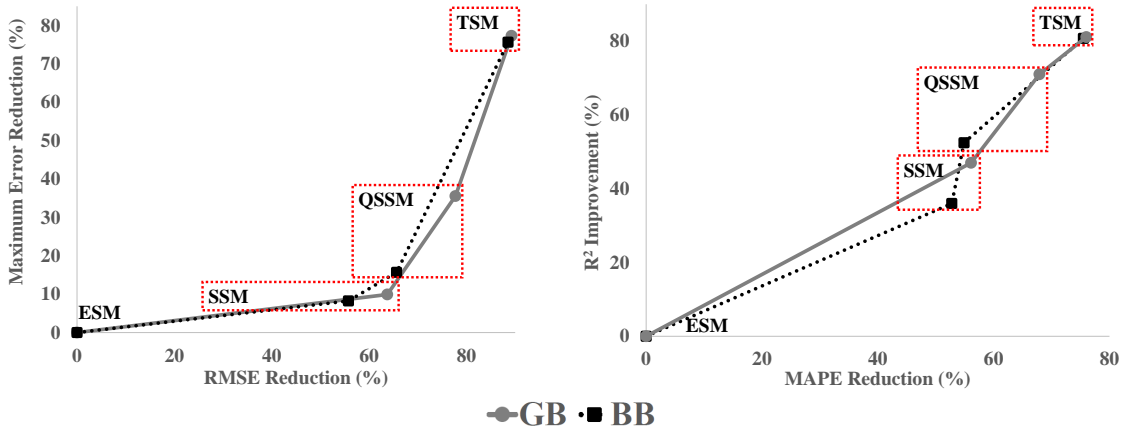 Maximum Error Reduction (%)
80
70
60
50
40
30
20
10
0
TSM
QSSM
SSM
ESM
0
20
40
60
80
RMSE Reduction (%)
R² Improvement (%)
80
60
40
20
0
TSM
QSSM
SSM
ESM
0
20
40
60
80
MAPE Reduction (%)
GB
BB